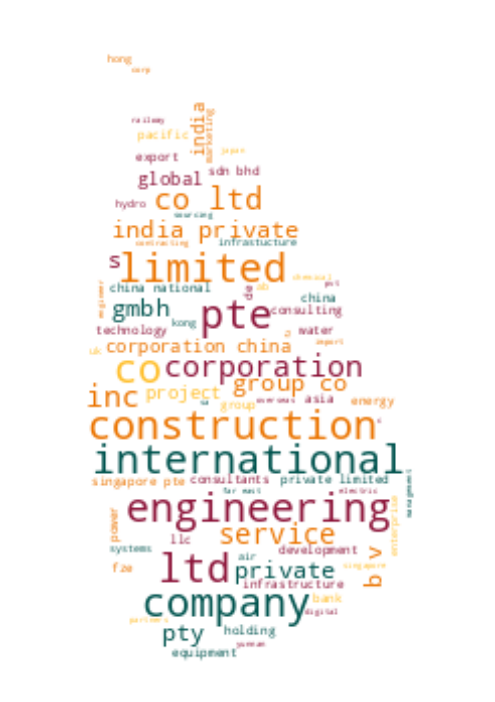 hong
corp
india
marketing
railway
pacific
japan
export
global
sdn bhd
hydro
co ltd
sourcing
india private
contracting
infrastucture
s
limited
chemical
de
ab
pvt
china national
engineer
gmbh
kong
pte
china
consulting
technology
a
water
uk
corporation china
import
co
corporation
inc
project
group co
sa
group
overseas
asia
energy
construction
international
singapore pte
consultants
private limited
far east
electric
management
engineering
power
llc
service
enterprise
systems
air
development
b v
fze
ltd
private
singapore
infrastructure
company
bank
digital
partners
pty
holding
yunnan
equipment